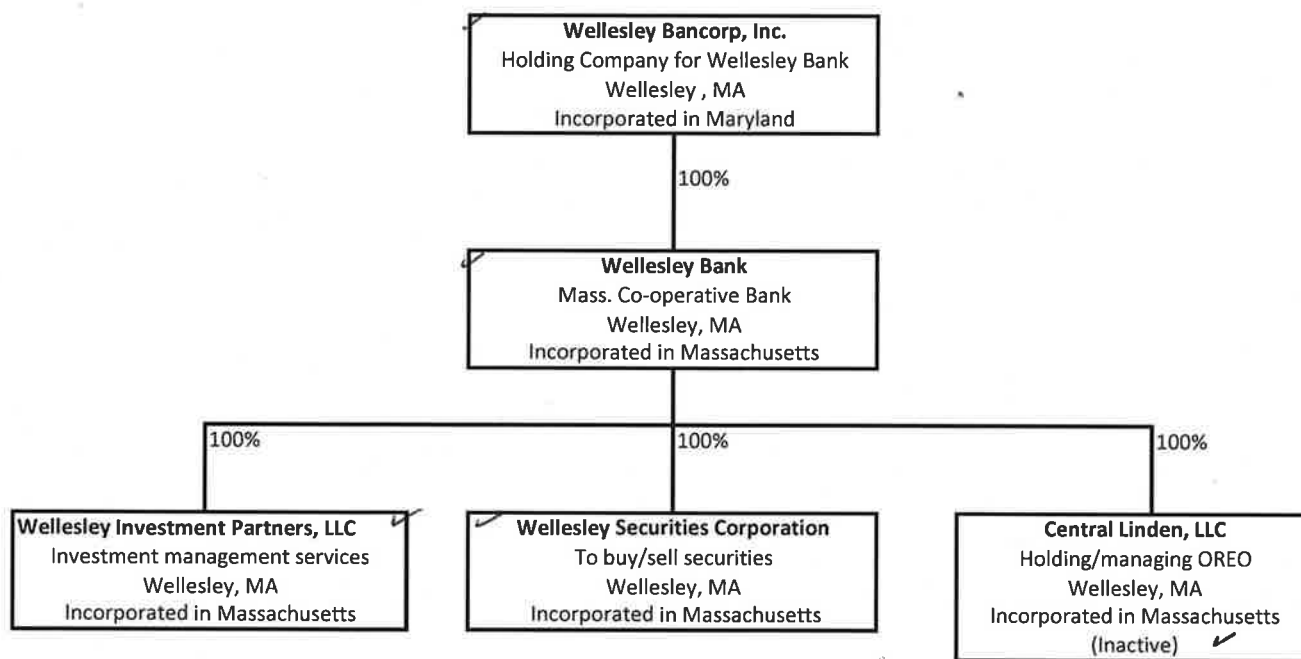 Wellesley Bancorp, Inc.
Holding Company for Wellesley Bank
Wellesley , MA
Incorporated in Maryland
100%
Wellesley Bank
Mass. Co-operative Bank
Wellesley, MA
Incorporated in Massachusetts
100%
100%
100%
Wellesley Investment Partners, LLC
Investment management services
Wellesley, MA
Incorporated in Massachusetts
Wellesley Securities Corporation
To buy/sell securities
Wellesley, MA
Incorporated in Massachusetts
Central Linden, LLC
Holding/managing OREO
Wellesley, MA
Incorporated in Massachusetts
(Inactive)